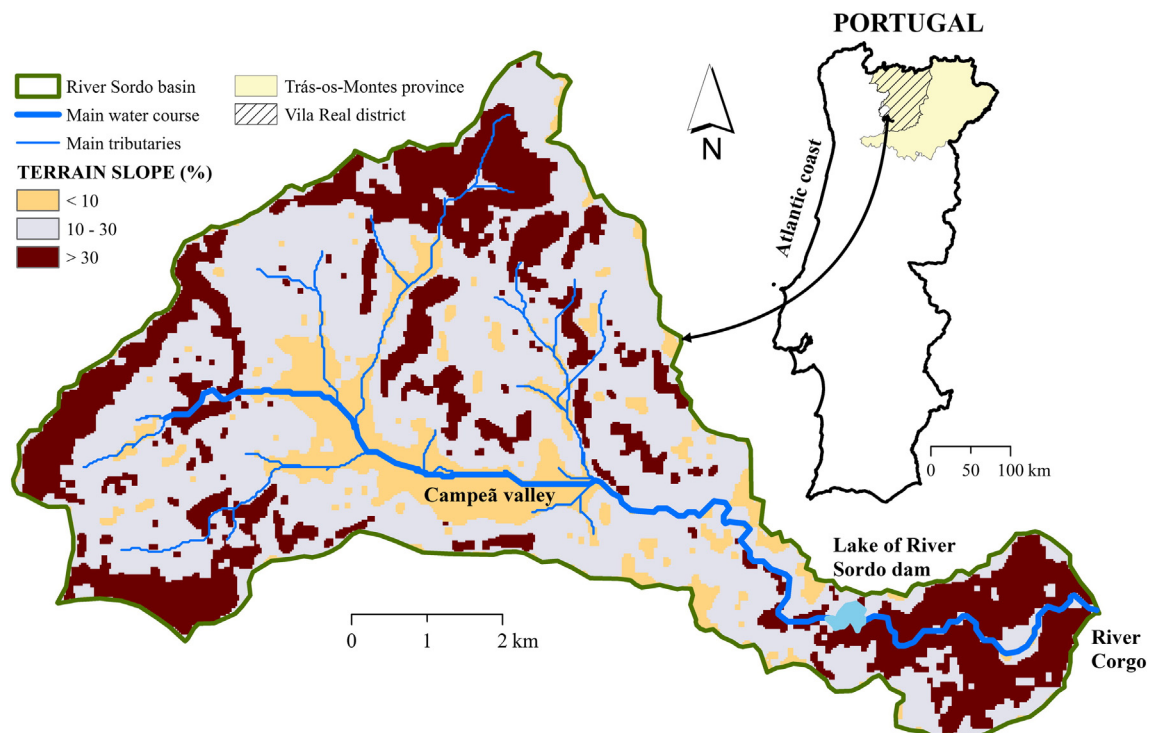 PORTUGAL
River Sordo basin
Main water course
Main tributaries
Trás-os-Montes province
Vila Real district
TERRAIN SLOPE (%)
< 10
10 - 30
> 30
N
Atlantic coast
0 50 100 km
Campeã valley
Lake of River
Sordo dam
0 1 2 km
River
Corgo